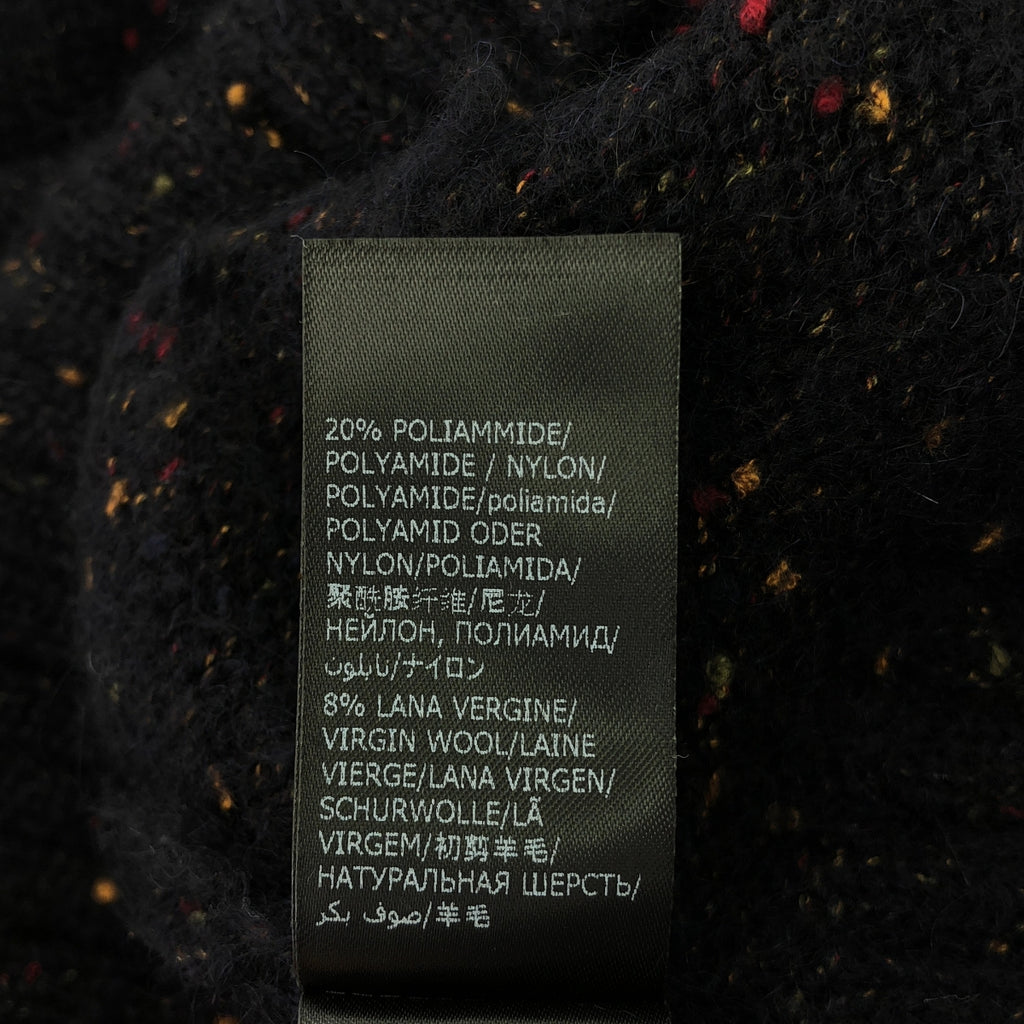 20% POLIAMMIDE/
POLYAMIDE / NYLON/
POLYAMIDE/poliamida/
POLYAMID ODER
NYLON/POLIAMIDA/
聚酰胺纤维/尼龙/
НЕЙЛОН, ПОЛИАМИД/
نايلون/ナイロン
8% LANA VERGINE/
VIRGIN WOOL/LAINE
VIERGE/LANA VIRGEN/
SCHURWOLLE/LÃ
VIRGEM/初剪羊毛/
НАТУРАЛЬНАЯ ШЕРСТЬ/
صوف بكر/羊毛